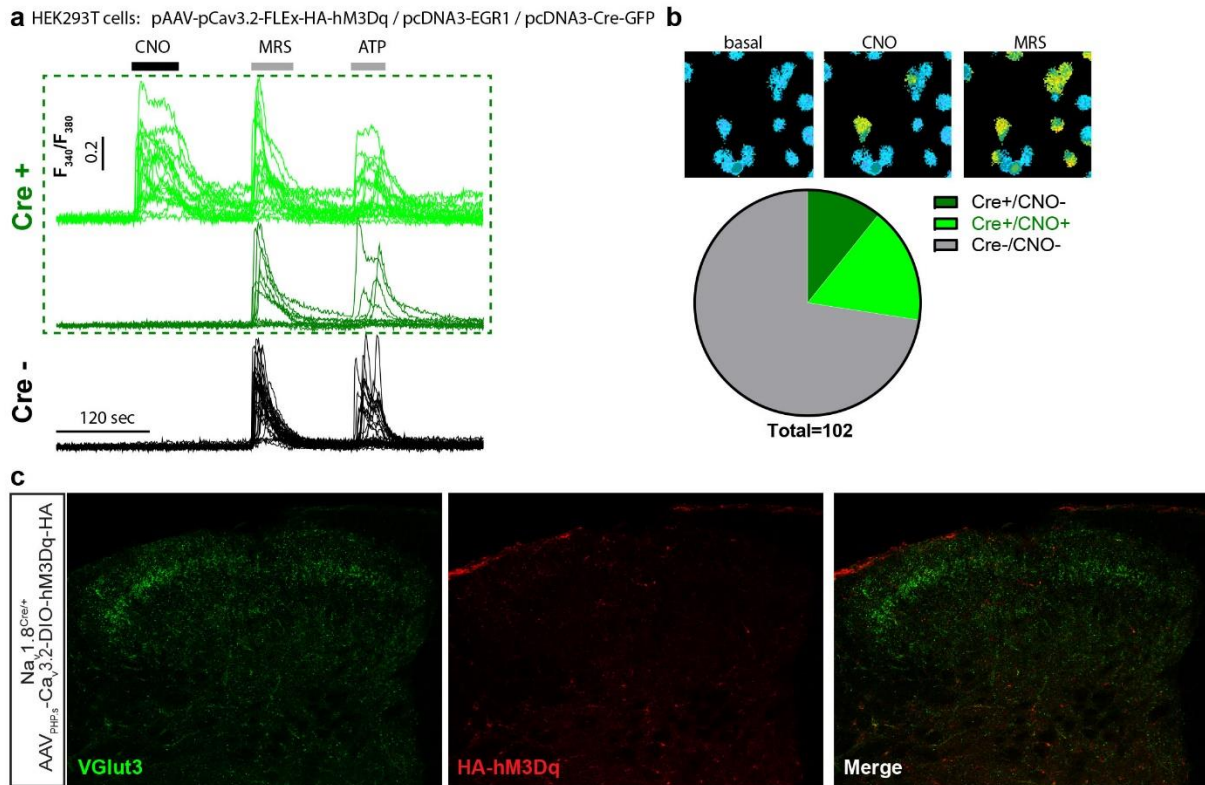 a HEK293T cells: pAAV-pCav3.2-FLEx-HA-hM3Dq / pcDNA3-EGR1 / pcDNA3-Cre-GFP
CNO MRS ATP
F340/F380
0.2
Cre +
Cre -
120 sec
b
basal CNO MRS
Cre+/CNO-
Cre+/CNO+
Cre-/CNO-
Total=102
c
Nav1.8Cre/+
AAVPHP.s-Cav3.2-DIO-hM3Dq-HA
VGlut3 HA-hM3Dq Merge